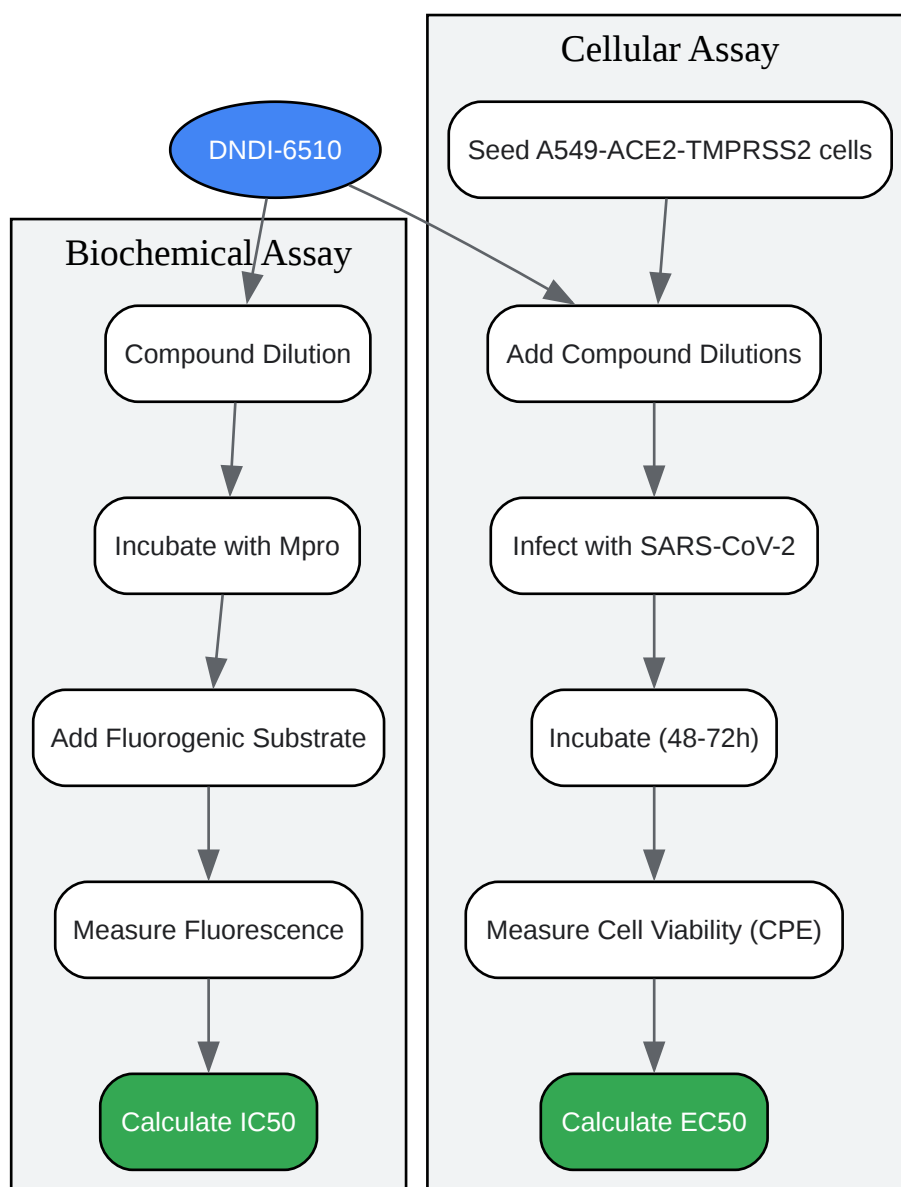 DNDI-6510
Biochemical Assay
Compound Dilution
Incubate with Mpro
Add Fluorogenic Substrate
Measure Fluorescence
Calculate IC50
Cellular Assay
Seed A549-ACE2-TMPRSS2 cells
Add Compound Dilutions
Infect with SARS-CoV-2
Incubate (48-72h)
Measure Cell Viability (CPE)
Calculate EC50